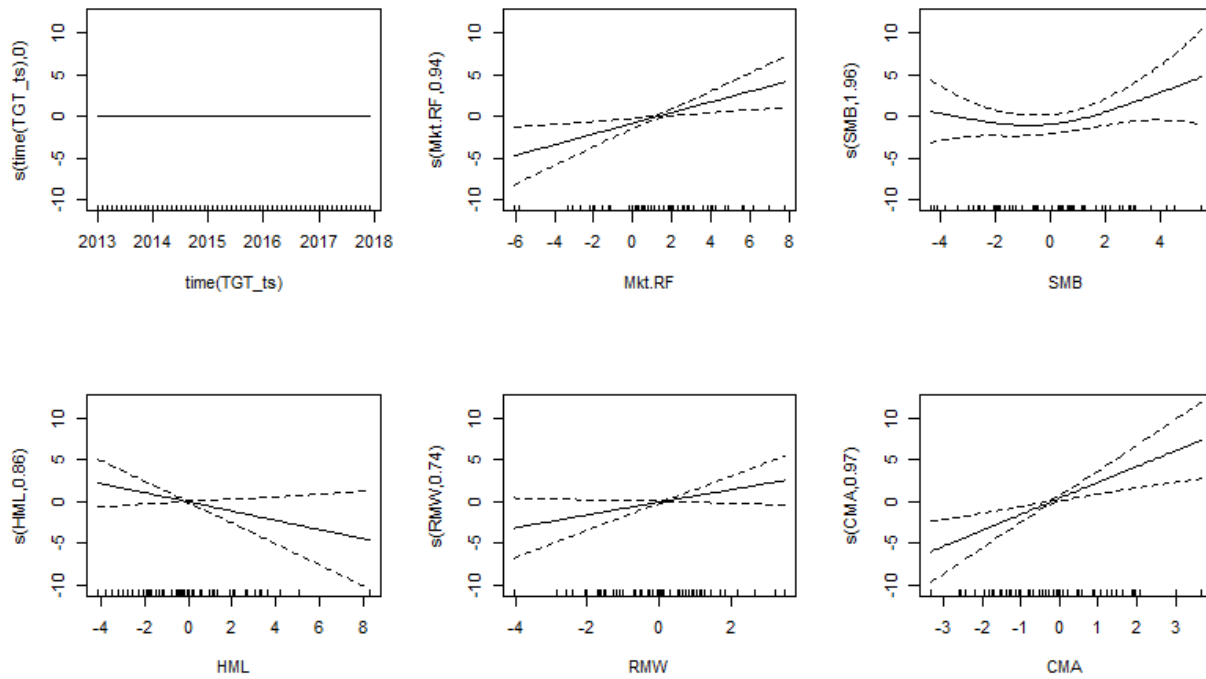 s(time(TGT_ts),0)
10
5
0
-5
-10
2013 2014 2015 2016 2017 2018
time(TGT_ts)
s(Mkt.RF,0.94)
10
5
0
-5
-10
-6 -4 -2 0 2 4 6 8
Mkt.RF
s(SMB,1.96)
10
5
0
-5
-10
-4 -2 0 2 4
SMB
s(HML,0.86)
10
5
0
-5
-10
-4 -2 0 2 4 6 8
HML
s(RMW,0.74)
10
5
0
-5
-10
-4 -2 0 2
RMW
s(CMA,0.97)
10
5
0
-5
-10
-3 -2 -1 0 1 2 3
CMA